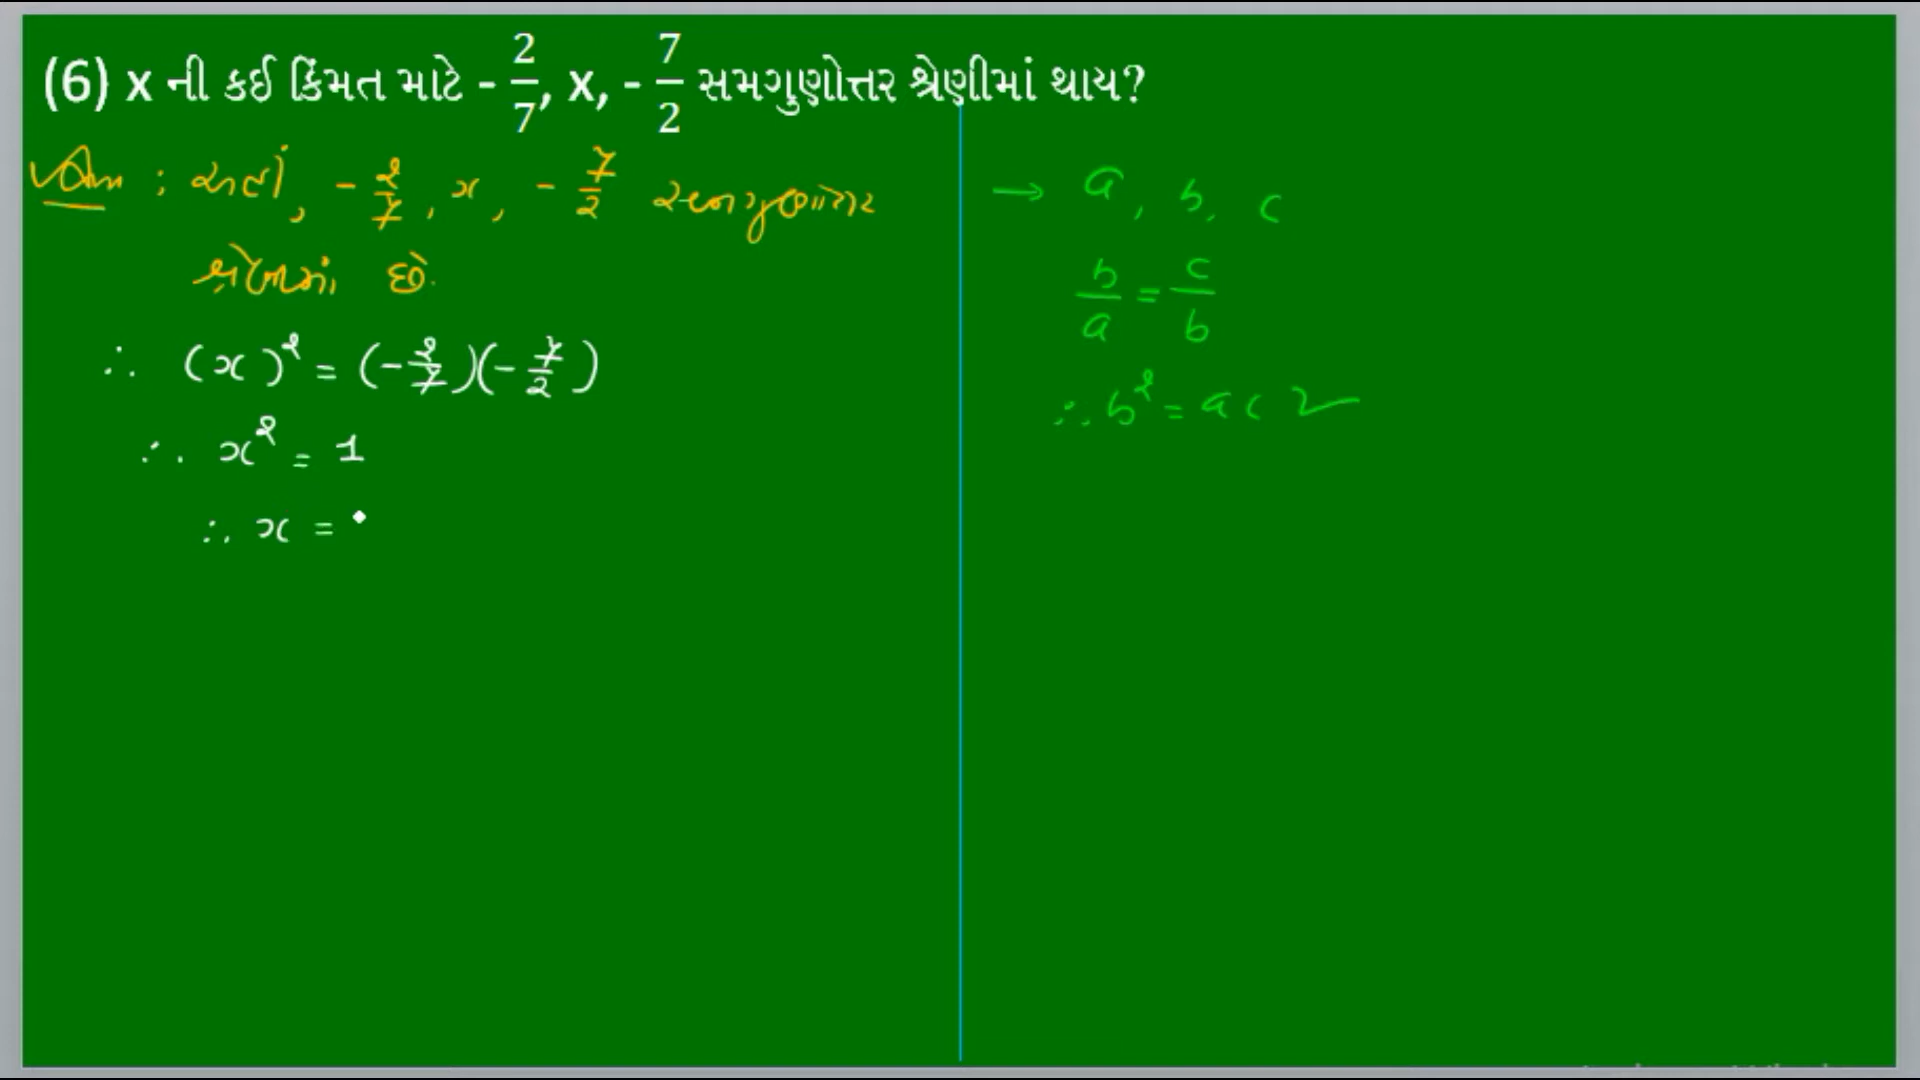 (6) x ની કઈ કિંમત માટે - 2/7, x, - 7/2 સમગુણોત્તર શ્રેણીમાં થાય?
: અહીં, - 2/7, x, - 7/2 સમગુણોત્તર
શ્રેણીમાં છે.
∴ (x)² = (-2/7)(-7/2)
∴ x² = 1
∴ x =
→ a, b, c
b/a = c/b
∴ b² = ac